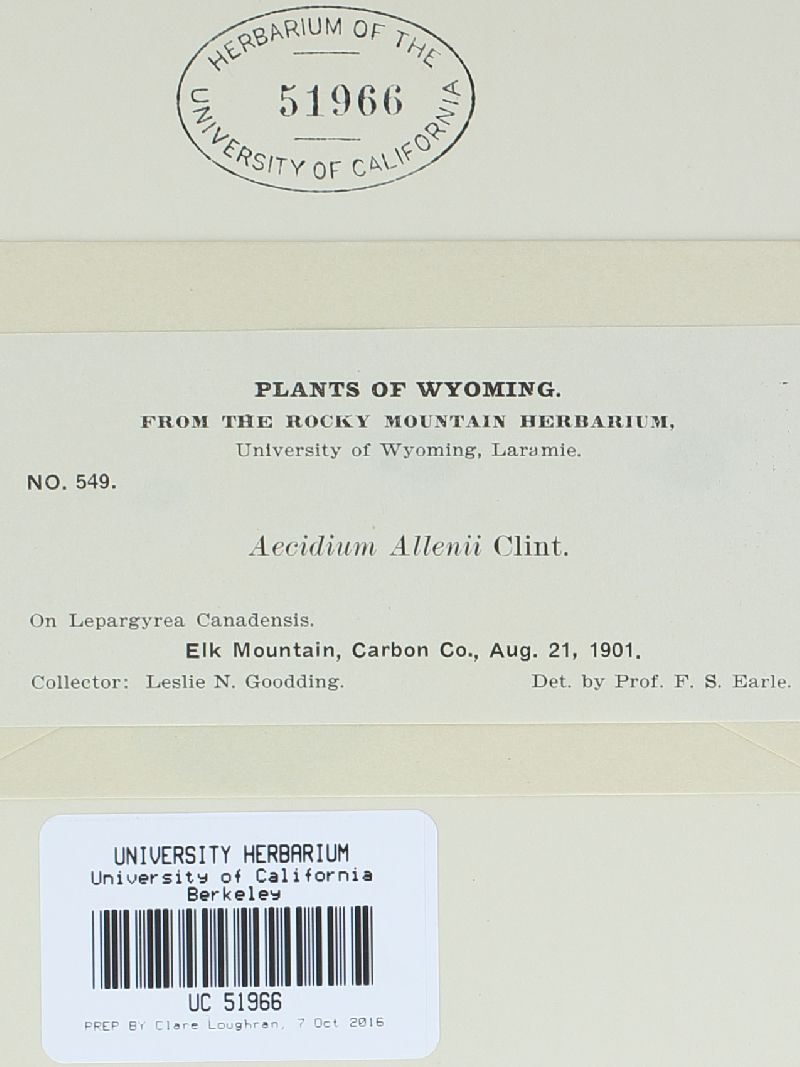 HERBARIUM OF THE
51966
UNIVERSITY OF CALIFORNIA
PLANTS OF WYOMING.
FROM THE ROCKY MOUNTAIN HERBARIUM,
University of Wyoming, Laramie.
NO. 549.
Aecidium Allenii Clint.
On Lepargyrea Canadensis.
Elk Mountain, Carbon Co., Aug. 21, 1901.
Collector: Leslie N. Goodding. Det. by Prof. F. S. Earle.
UNIVERSITY HERBARIUM
University of California
Berkeley
UC 51966
PREP BY Clare Loughran, 7 Oct 2016